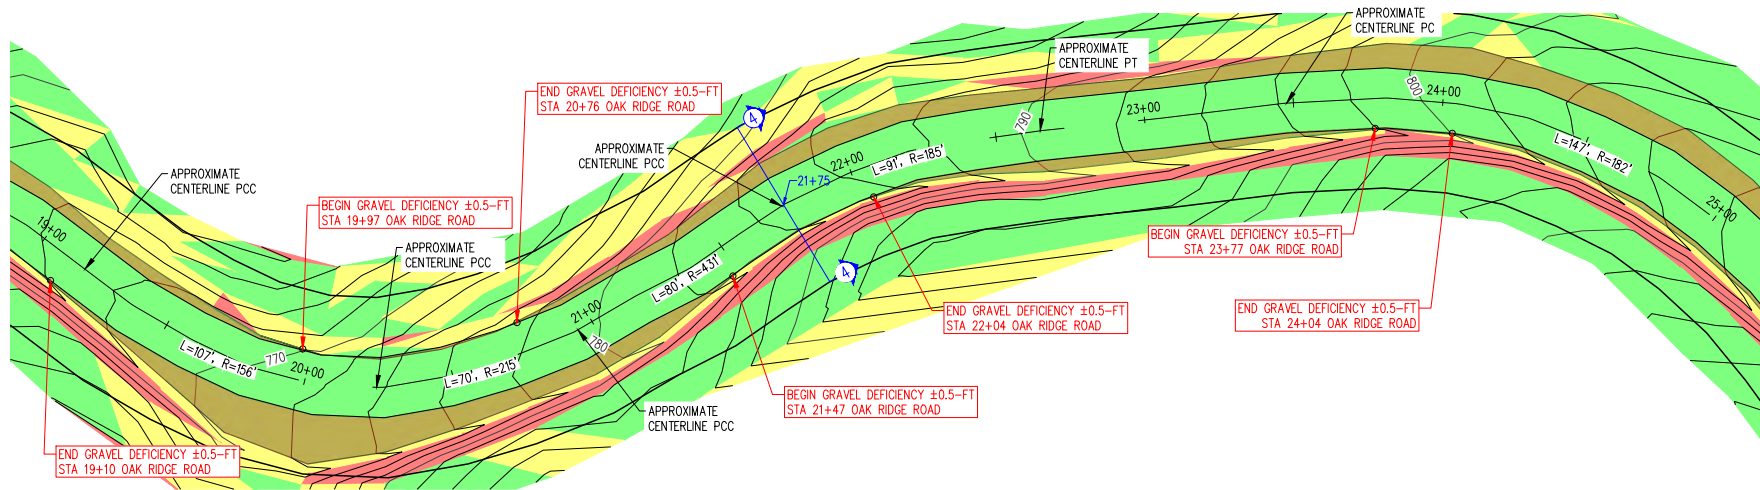 APPROXIMATE
CENTERLINE PC
APPROXIMATE
CENTERLINE PT
END GRAVEL DEFICIENCY ±0.5-FT
STA 20+76 OAK RIDGE ROAD
4
790
23+00
800
24+00
L=147', R=182'
APPROXIMATE
CENTERLINE PCC
22+00
L=91', R=185'
APPROXIMATE
CENTERLINE PCC
21+75
BEGIN GRAVEL DEFICIENCY ±0.5-FT
STA 19+97 OAK RIDGE ROAD
25+00
19+00
BEGIN GRAVEL DEFICIENCY ±0.5-FT
STA 23+77 OAK RIDGE ROAD
APPROXIMATE
CENTERLINE PCC
4
L=80', R=431'
21+00
END GRAVEL DEFICIENCY ±0.5-FT
STA 22+04 OAK RIDGE ROAD
END GRAVEL DEFICIENCY ±0.5-FT
STA 24+04 OAK RIDGE ROAD
780
L=107', R=156'
770
20+00
L=70', R=215'
BEGIN GRAVEL DEFICIENCY ±0.5-FT
STA 21+47 OAK RIDGE ROAD
APPROXIMATE
CENTERLINE PCC
END GRAVEL DEFICIENCY ±0.5-FT
STA 19+10 OAK RIDGE ROAD